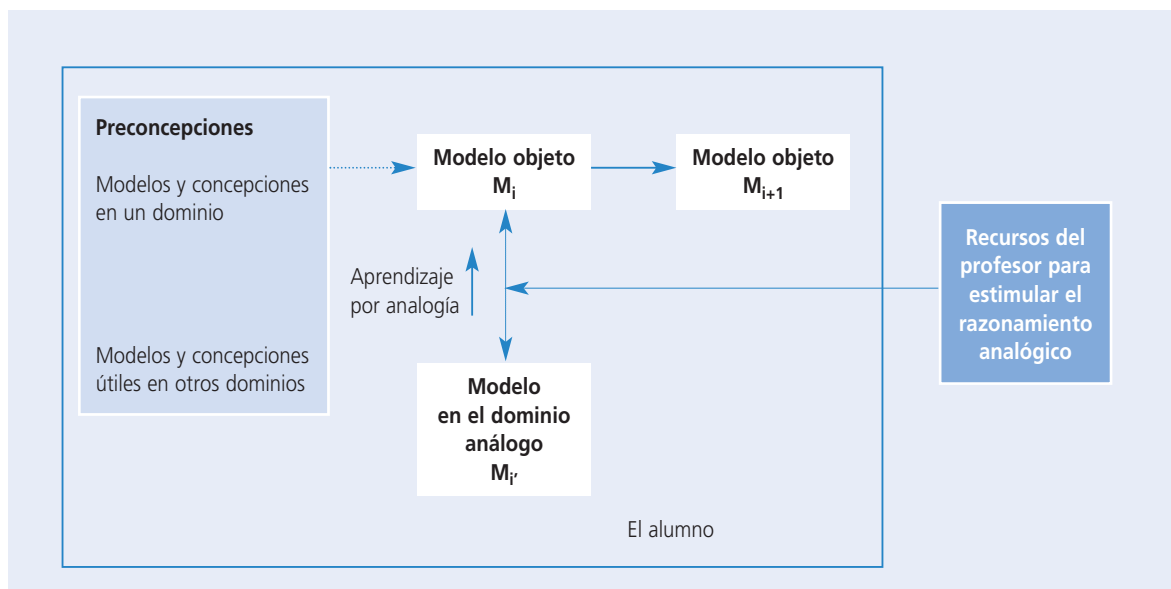 Preconcepciones
Modelos y concepciones
en un dominio
Modelos y concepciones
útiles en otros dominios
Modelo objeto
Mi
Modelo objeto
Mi+1
Aprendizaje
por analogía
Modelo
en el dominio
análogo
Mi′
El alumno
Recursos del
profesor para
estimular el
razonamiento
analógico